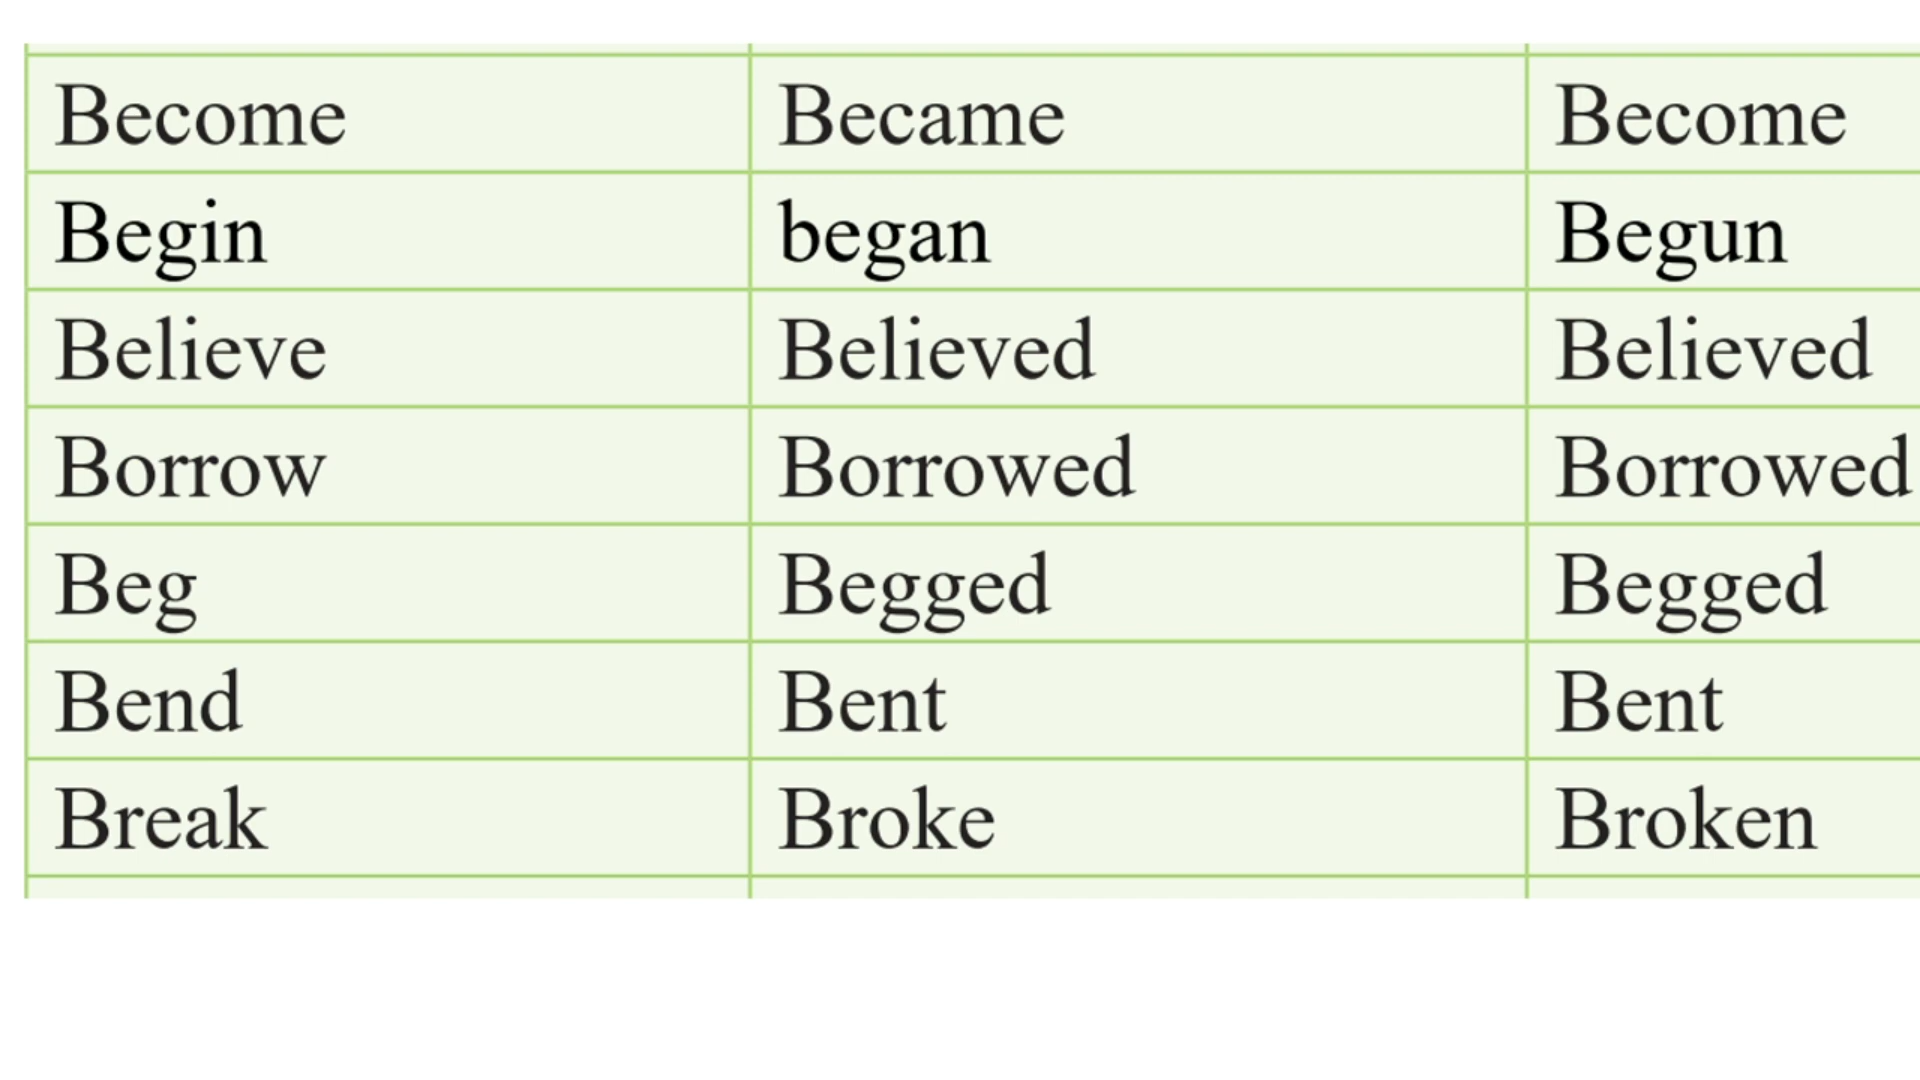 Become Became Become
Begin began Begun
Believe Believed Believed
Borrow Borrowed Borrowed
Beg Begged Begged
Bend Bent Bent
Break Broke Broken